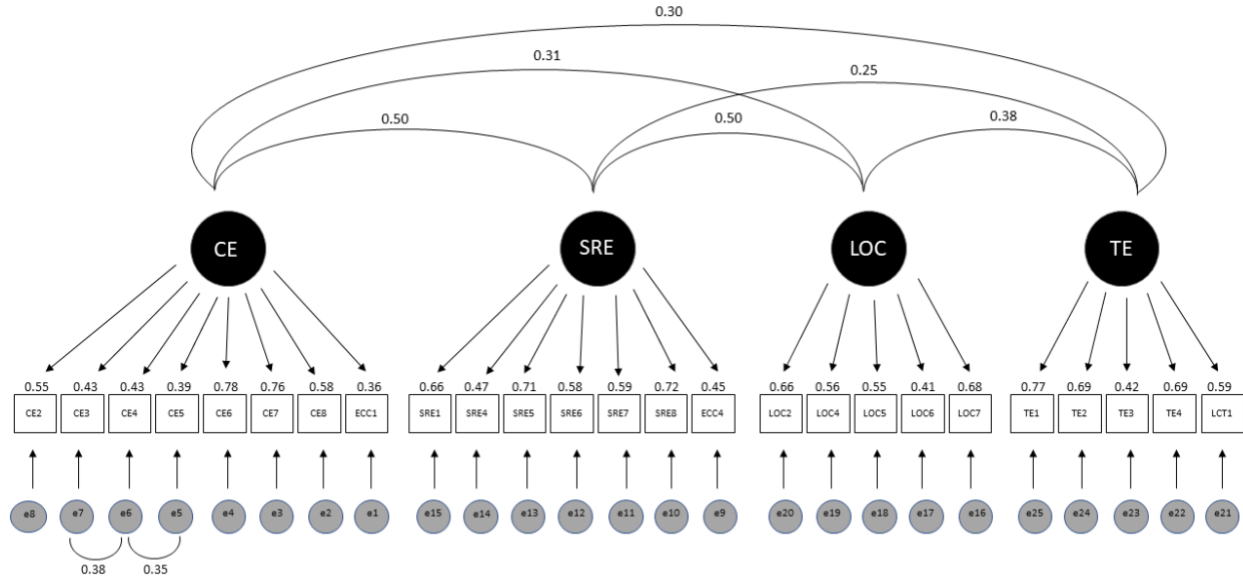 0.30
0.31
0.25
0.50 0.50 0.38
CE SRE LOC TE
0.55 0.43 0.43 0.39 0.78 0.76 0.58 0.36 0.66 0.47 0.71 0.58 0.59 0.72 0.45 0.66 0.56 0.55 0.41 0.68 0.77 0.69 0.42 0.69 0.59
CE2 CE3 CE4 CE5 CE6 CE7 CE8 ECC1 SRE1 SRE4 SRE5 SRE6 SRE7 SRE8 ECC4 LOC2 LOC4 LOC5 LOC6 LOC7 TE1 TE2 TE3 TE4 LCT1
e8 e7 e6 e5 e4 e3 e2 e1 e15 e14 e13 e12 e11 e10 e9 e20 e19 e18 e17 e16 e25 e24 e23 e22 e21
0.38 0.35